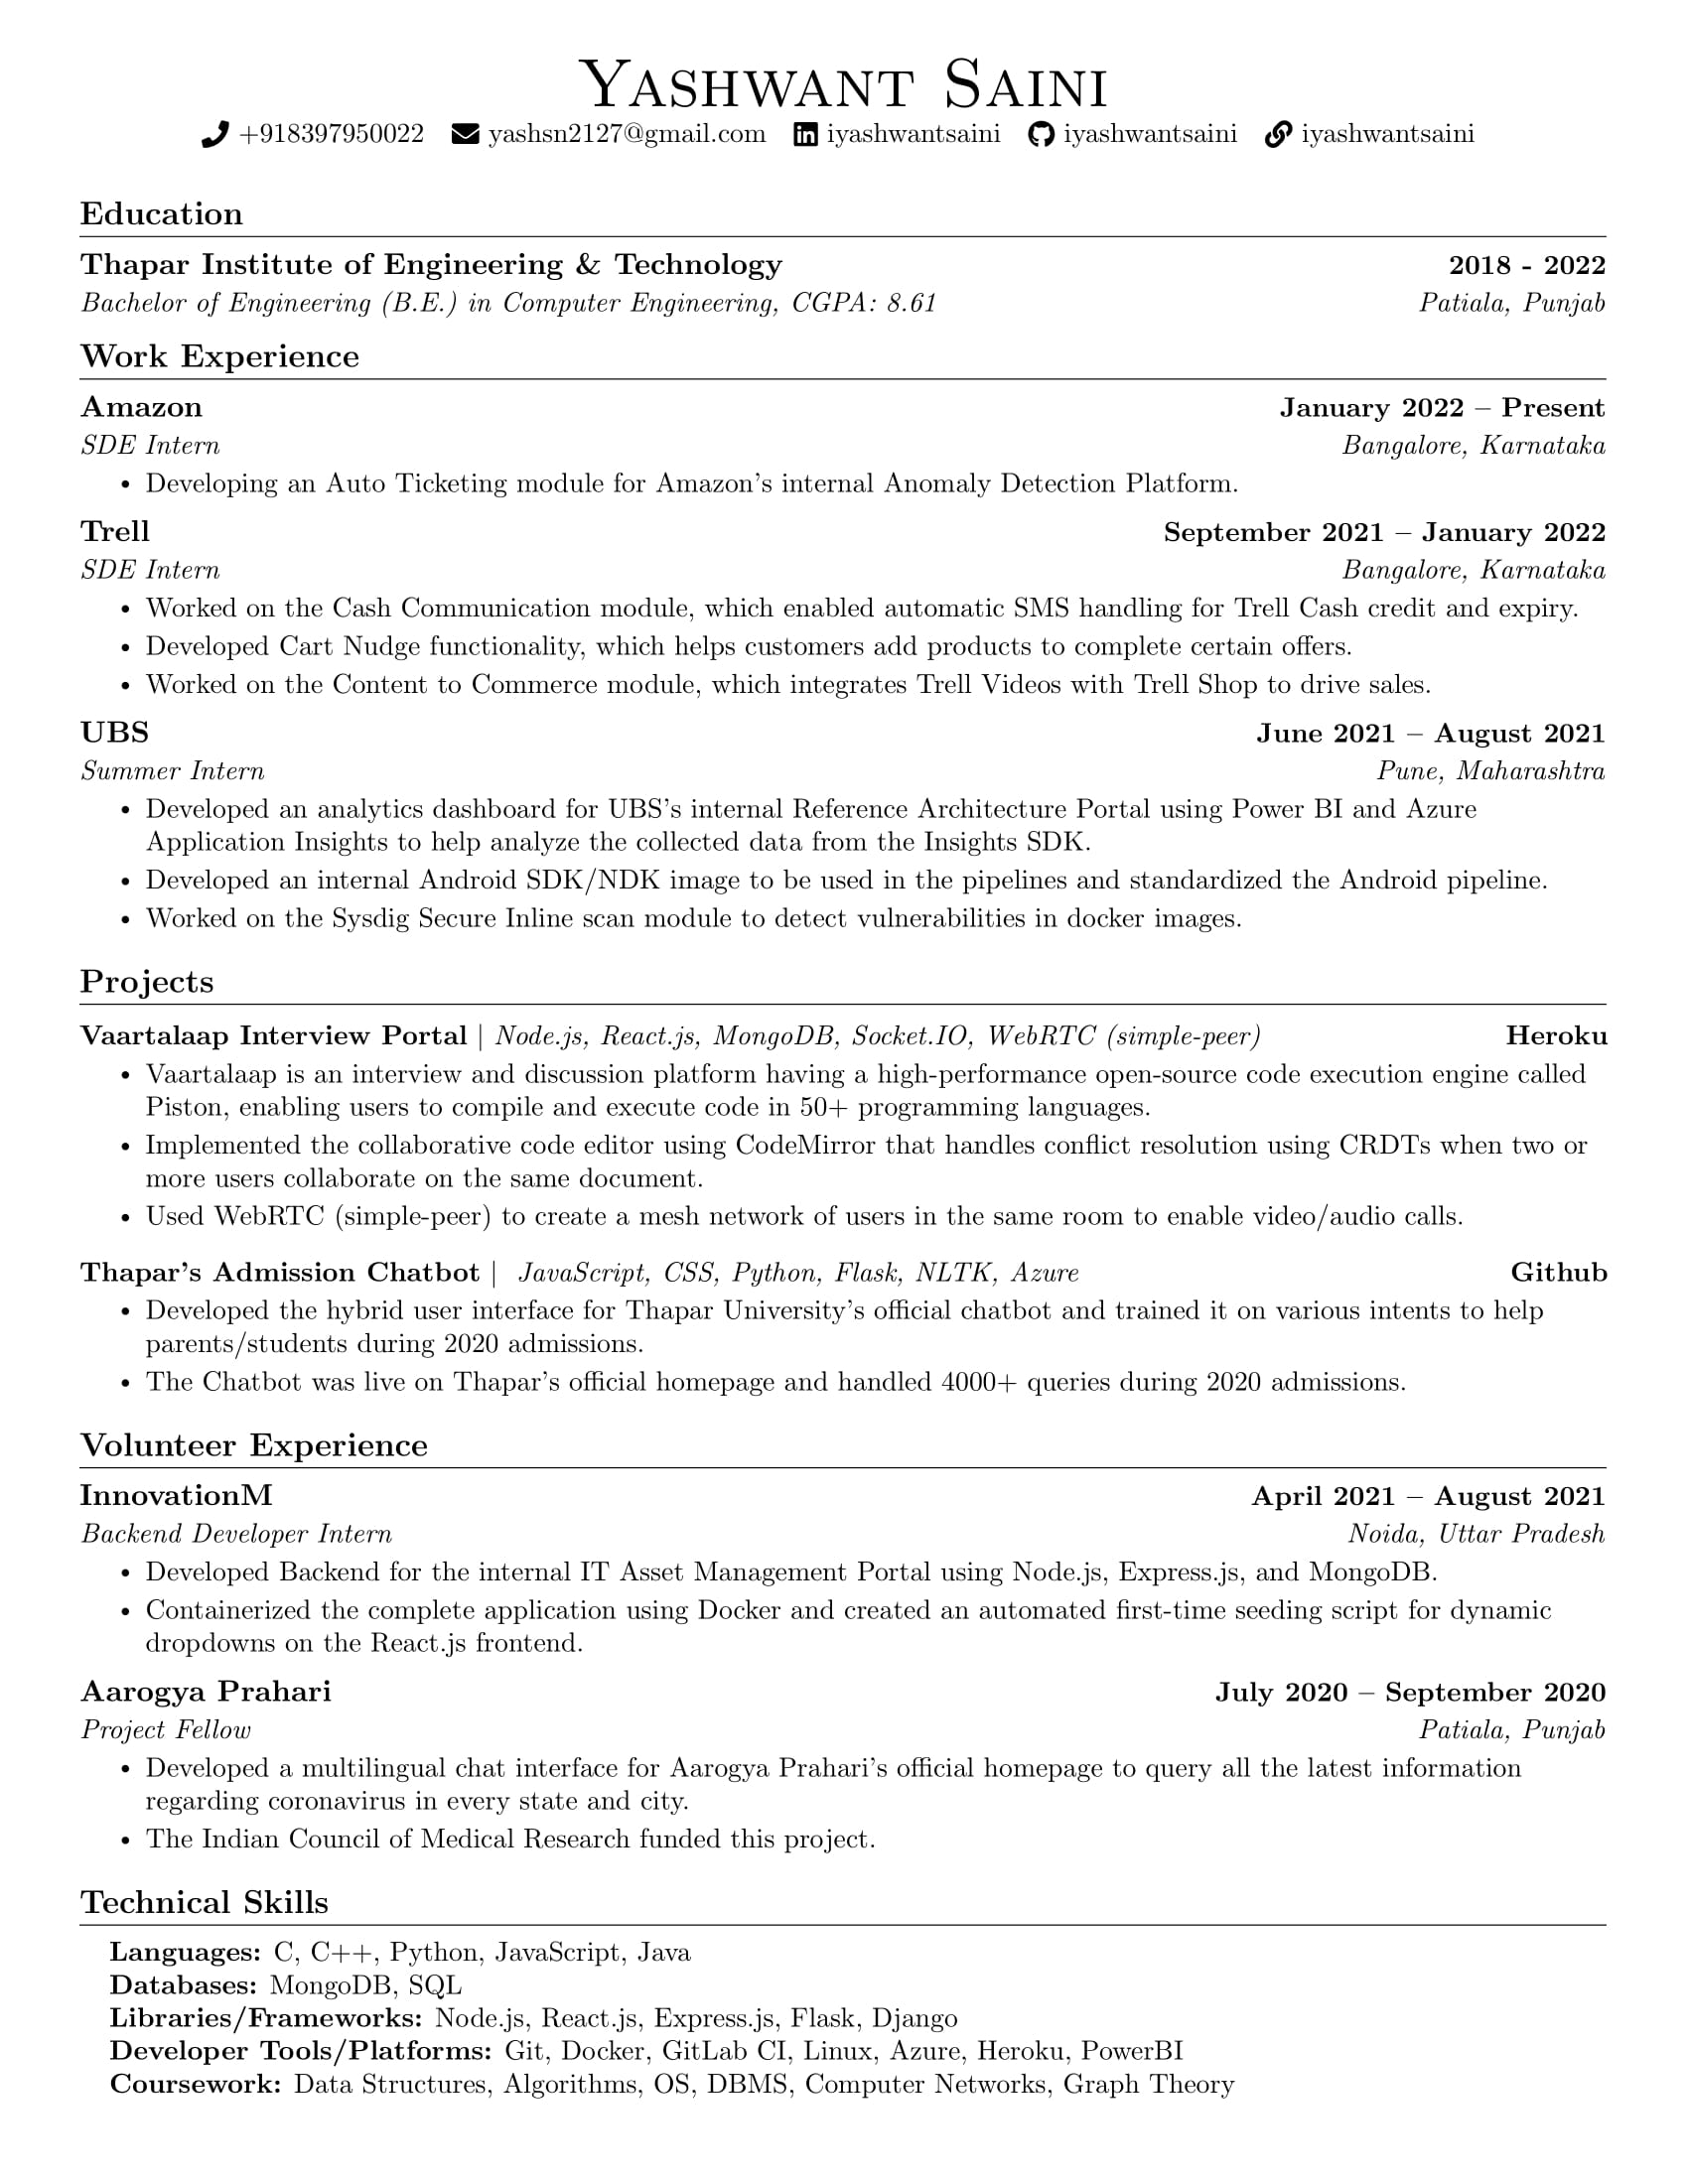 Yashwant Saini
+918397950022 yashsn2127@gmail.com iyashwantsaini iyashwantsaini iyashwantsaini
Education
Thapar Institute of Engineering & Technology 2018 - 2022
Bachelor of Engineering (B.E.) in Computer Engineering, CGPA: 8.61 Patiala, Punjab
Work Experience
Amazon January 2022 – Present
SDE Intern Bangalore, Karnataka
• Developing an Auto Ticketing module for Amazon's internal Anomaly Detection Platform.
Trell September 2021 – January 2022
SDE Intern Bangalore, Karnataka
• Worked on the Cash Communication module, which enabled automatic SMS handling for Trell Cash credit and expiry.
• Developed Cart Nudge functionality, which helps customers add products to complete certain offers.
• Worked on the Content to Commerce module, which integrates Trell Videos with Trell Shop to drive sales.
UBS June 2021 – August 2021
Summer Intern Pune, Maharashtra
• Developed an analytics dashboard for UBS's internal Reference Architecture Portal using Power BI and Azure
Application Insights to help analyze the collected data from the Insights SDK.
• Developed an internal Android SDK/NDK image to be used in the pipelines and standardized the Android pipeline.
• Worked on the Sysdig Secure Inline scan module to detect vulnerabilities in docker images.
Projects
Vaartalaap Interview Portal | Node.js, React.js, MongoDB, Socket.IO, WebRTC (simple-peer) Heroku
• Vaartalaap is an interview and discussion platform having a high-performance open-source code execution engine called
Piston, enabling users to compile and execute code in 50+ programming languages.
• Implemented the collaborative code editor using CodeMirror that handles conflict resolution using CRDTs when two or
more users collaborate on the same document.
• Used WebRTC (simple-peer) to create a mesh network of users in the same room to enable video/audio calls.
Thapar's Admission Chatbot | JavaScript, CSS, Python, Flask, NLTK, Azure Github
• Developed the hybrid user interface for Thapar University's official chatbot and trained it on various intents to help
parents/students during 2020 admissions.
• The Chatbot was live on Thapar's official homepage and handled 4000+ queries during 2020 admissions.
Volunteer Experience
InnovationM April 2021 – August 2021
Backend Developer Intern Noida, Uttar Pradesh
• Developed Backend for the internal IT Asset Management Portal using Node.js, Express.js, and MongoDB.
• Containerized the complete application using Docker and created an automated first-time seeding script for dynamic
dropdowns on the React.js frontend.
Aarogya Prahari July 2020 – September 2020
Project Fellow Patiala, Punjab
• Developed a multilingual chat interface for Aarogya Prahari's official homepage to query all the latest information
regarding coronavirus in every state and city.
• The Indian Council of Medical Research funded this project.
Technical Skills
Languages: C, C++, Python, JavaScript, Java
Databases: MongoDB, SQL
Libraries/Frameworks: Node.js, React.js, Express.js, Flask, Django
Developer Tools/Platforms: Git, Docker, GitLab CI, Linux, Azure, Heroku, PowerBI
Coursework: Data Structures, Algorithms, OS, DBMS, Computer Networks, Graph Theory